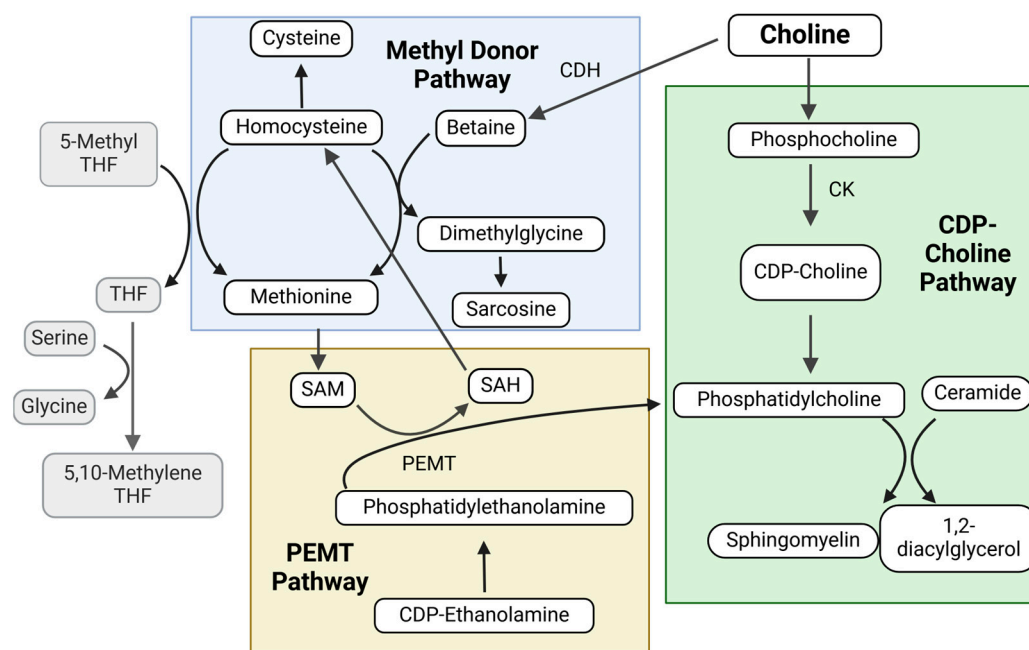 Choline
Cysteine
Methyl Donor
Pathway
CDH
Homocysteine
Betaine
5-Methyl
THF
Dimethylglycine
Methionine
Sarcosine
THF
Serine
Glycine
5,10-Methylene
THF
SAM
SAH
PEMT
Phosphatidylethanolamine
PEMT
Pathway
CDP-Ethanolamine
Phosphocholine
CK
CDP-
Choline
Pathway
CDP-Choline
Phosphatidylcholine
Ceramide
Sphingomyelin
1,2-
diacylglycerol